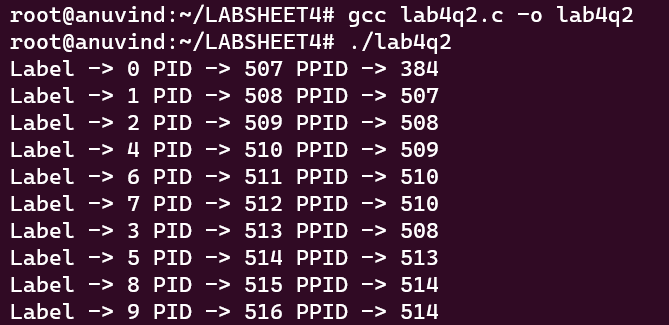 root@anuvind:~/LABSHEET4# gcc lab4q2.c -o lab4q2
root@anuvind:~/LABSHEET4# ./lab4q2
Label -> 0 PID -> 507 PPID -> 384
Label -> 1 PID -> 508 PPID -> 507
Label -> 2 PID -> 509 PPID -> 508
Label -> 4 PID -> 510 PPID -> 509
Label -> 6 PID -> 511 PPID -> 510
Label -> 7 PID -> 512 PPID -> 510
Label -> 3 PID -> 513 PPID -> 508
Label -> 5 PID -> 514 PPID -> 513
Label -> 8 PID -> 515 PPID -> 514
Label -> 9 PID -> 516 PPID -> 514